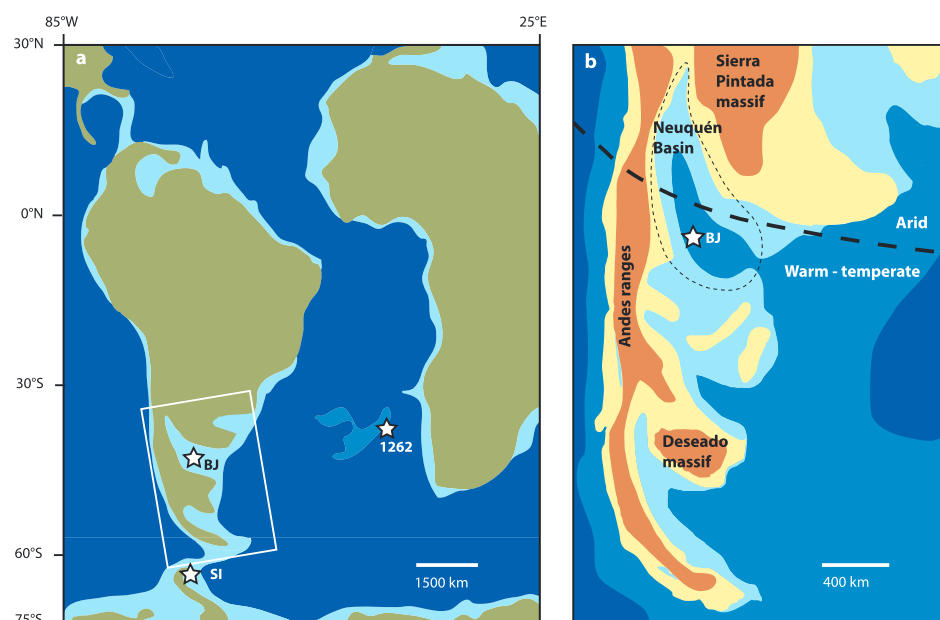 85°W
25°E
30°N
a
b
Sierra
Pintada
massif
Neuquén
Basin
0°N
BJ
Arid
Warm - temperate
Andes ranges
30°S
1262
BJ
Deseado
massif
60°S
SI
1500 km
400 km
75°S